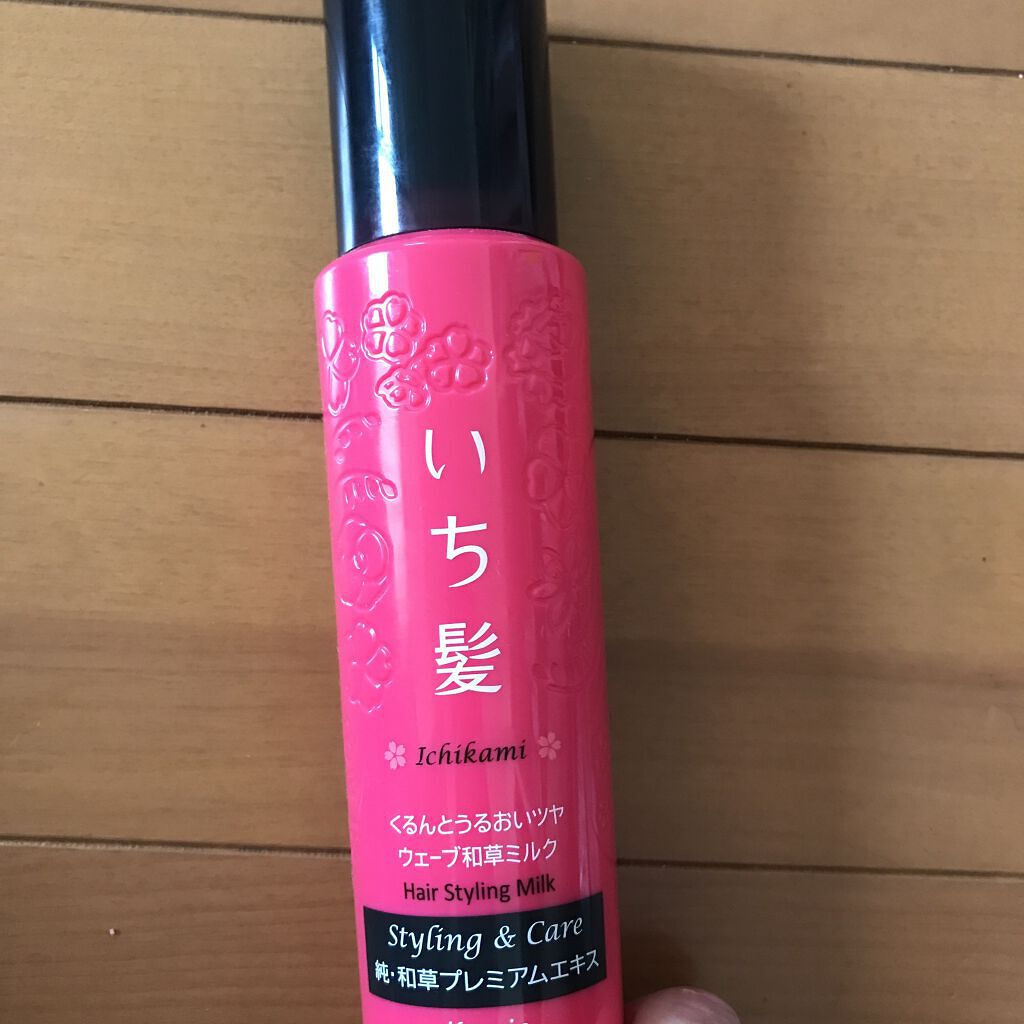 いち髪
Ichikami
くるんとうるおいツヤ
ウェーブ和草ミルク
Hair Styling Milk
Styling & Care
純・和草プレミアムエキス